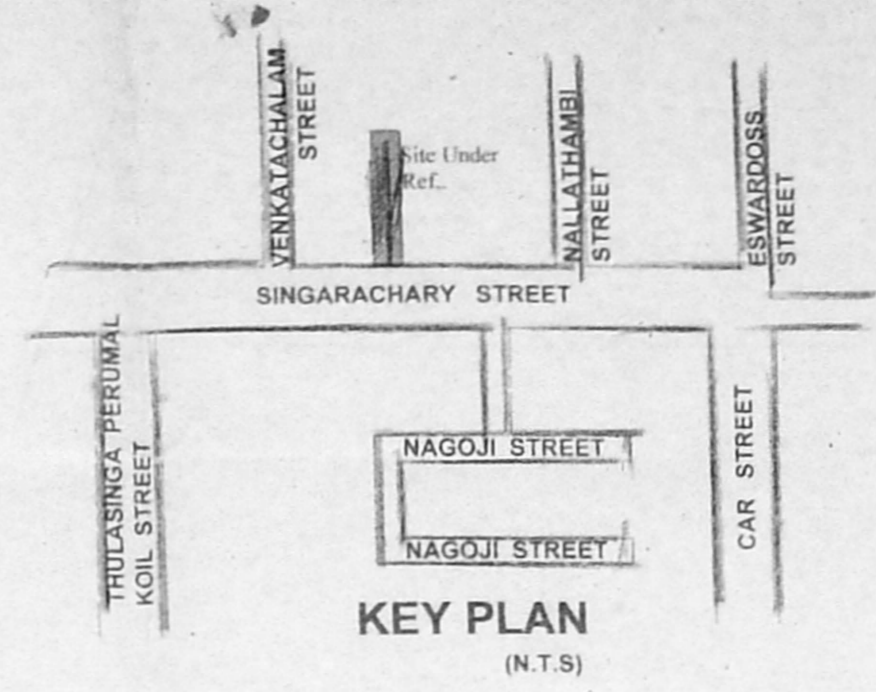 VENKATACHALAM
STREET
Site Under
Ref..
NALLATHAMBI
STREET
ESWARDOSS
STREET
SINGARACHARY STREET
THULASINGA PERUMAL
KOIL STREET
NAGOJI STREET
NAGOJI STREET
CAR STREET
KEY PLAN
(N.T.S)